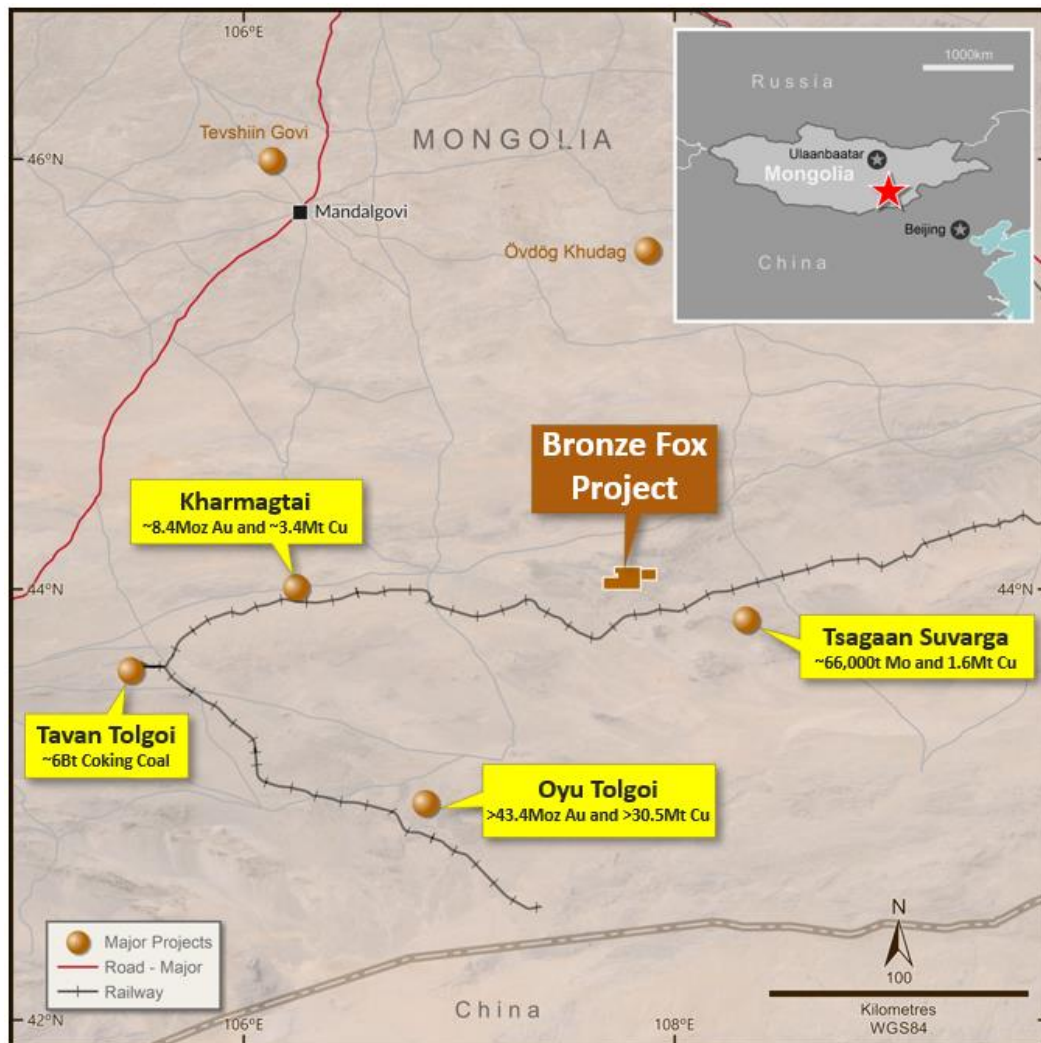 106°E
1000km
Russia
Tevshiin Govi
MONGOLIA
Ulaanbaatar
46°N
Mongolia
Mandalgovi
Beijing
Övdög Khudag
China
Bronze Fox
Project
Kharmagtai
~8.4Moz Au and ~3.4Mt Cu
44°N
44°N
Tsagaan Suvarga
~66,000t Mo and 1.6Mt Cu
Tavan Tolgoi
~6Bt Coking Coal
Oyu Tolgoi
>43.4Moz Au and >30.5Mt Cu
N
Major Projects
Road - Major
Railway
100
Kilometres
WGS84
China
42°N
106°E
108°E